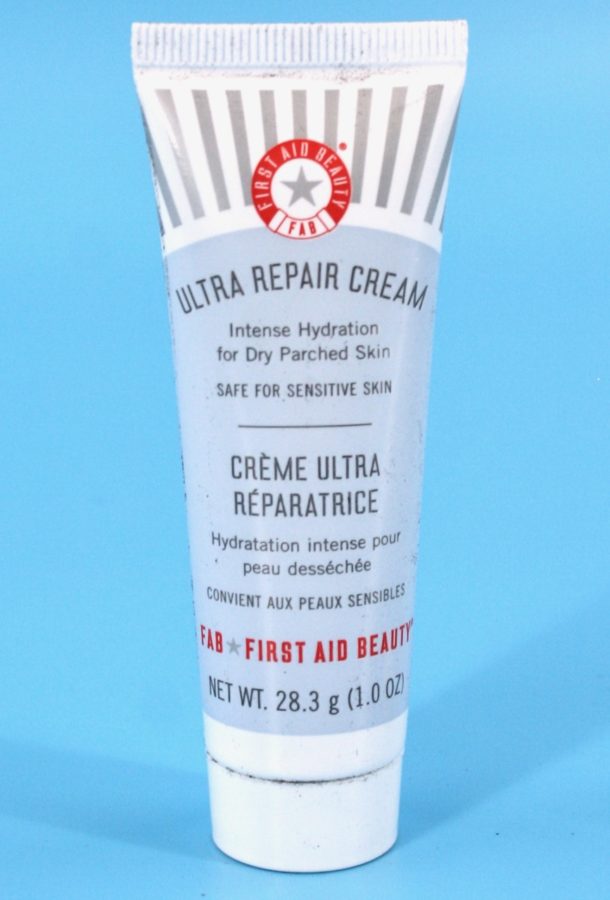 FIRST AID BEAUTY®
FAB
ULTRA REPAIR CREAM
Intense Hydration
for Dry Parched Skin
SAFE FOR SENSITIVE SKIN
CRÈME ULTRA
RÉPARATRICE
Hydratation intense pour
peau desséchée
CONVIENT AUX PEAUX SENSIBLES
FAB★FIRST AID BEAUTY®
NET WT. 28.3 g (1.0 OZ)